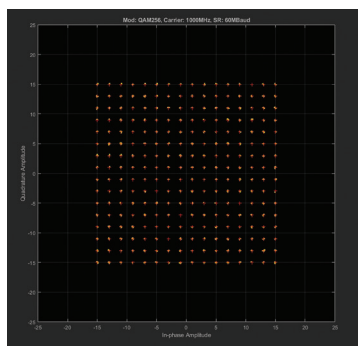 Mod: QAM256, Carrier: 1000MHz, SR: 60MBaud
25
20
15
10
5
0
-5
-10
-15
-20
-25
Quadrature Amplitude
-25 -20 -15 -10 -5 0 5 10 15 20 25
In-phase Amplitude